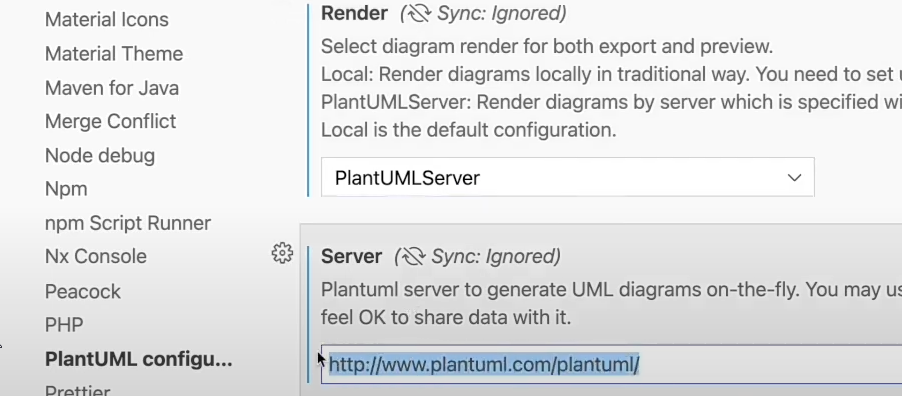 Material Icons
Material Theme
Maven for Java
Merge Conflict
Node debug
Npm
npm Script Runner
Nx Console
Peacock
PHP
PlantUML configu...
Prettier
Render (Sync: Ignored)
Select diagram render for both export and preview.
Local: Render diagrams locally in traditional way. You need to set
PlantUMLServer: Render diagrams by server which is specified wi
Local is the default configuration.
PlantUMLServer
Server (Sync: Ignored)
Plantuml server to generate UML diagrams on-the-fly. You may us
feel OK to share data with it.
http://www.plantuml.com/plantuml/